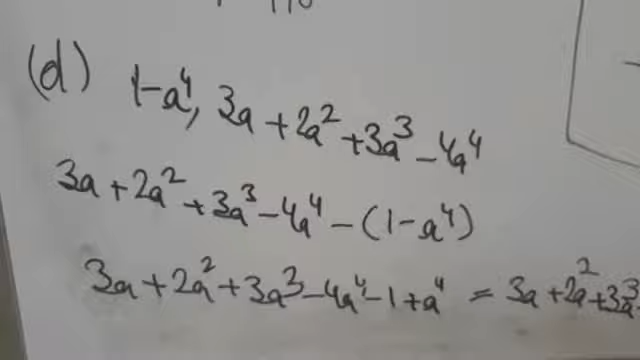 (d) 1-a⁴, 3a + 2a² + 3a³ - 4a⁴
3a + 2a² + 3a³ - 4a⁴ - (1-a⁴)
3a + 2a² + 3a³ - 4a⁴ - 1 + a⁴ = 3a + 2a² + 3a³